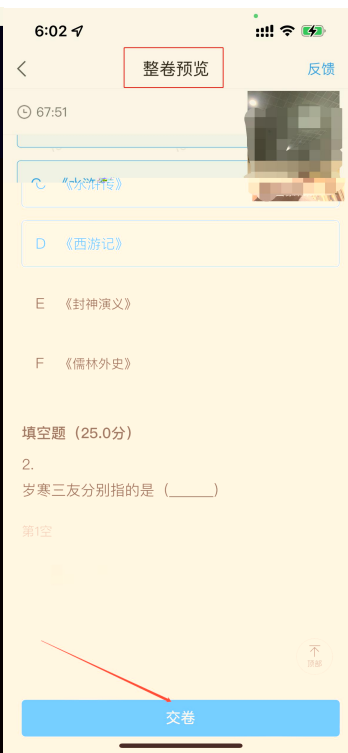 6:02
整卷预览
反馈
67:51
C 《水浒传》
D 《西游记》
E 《封神演义》
F 《儒林外史》
填空题（25.0分）
2.
岁寒三友分别指的是（______）
第1空
顶部
交卷